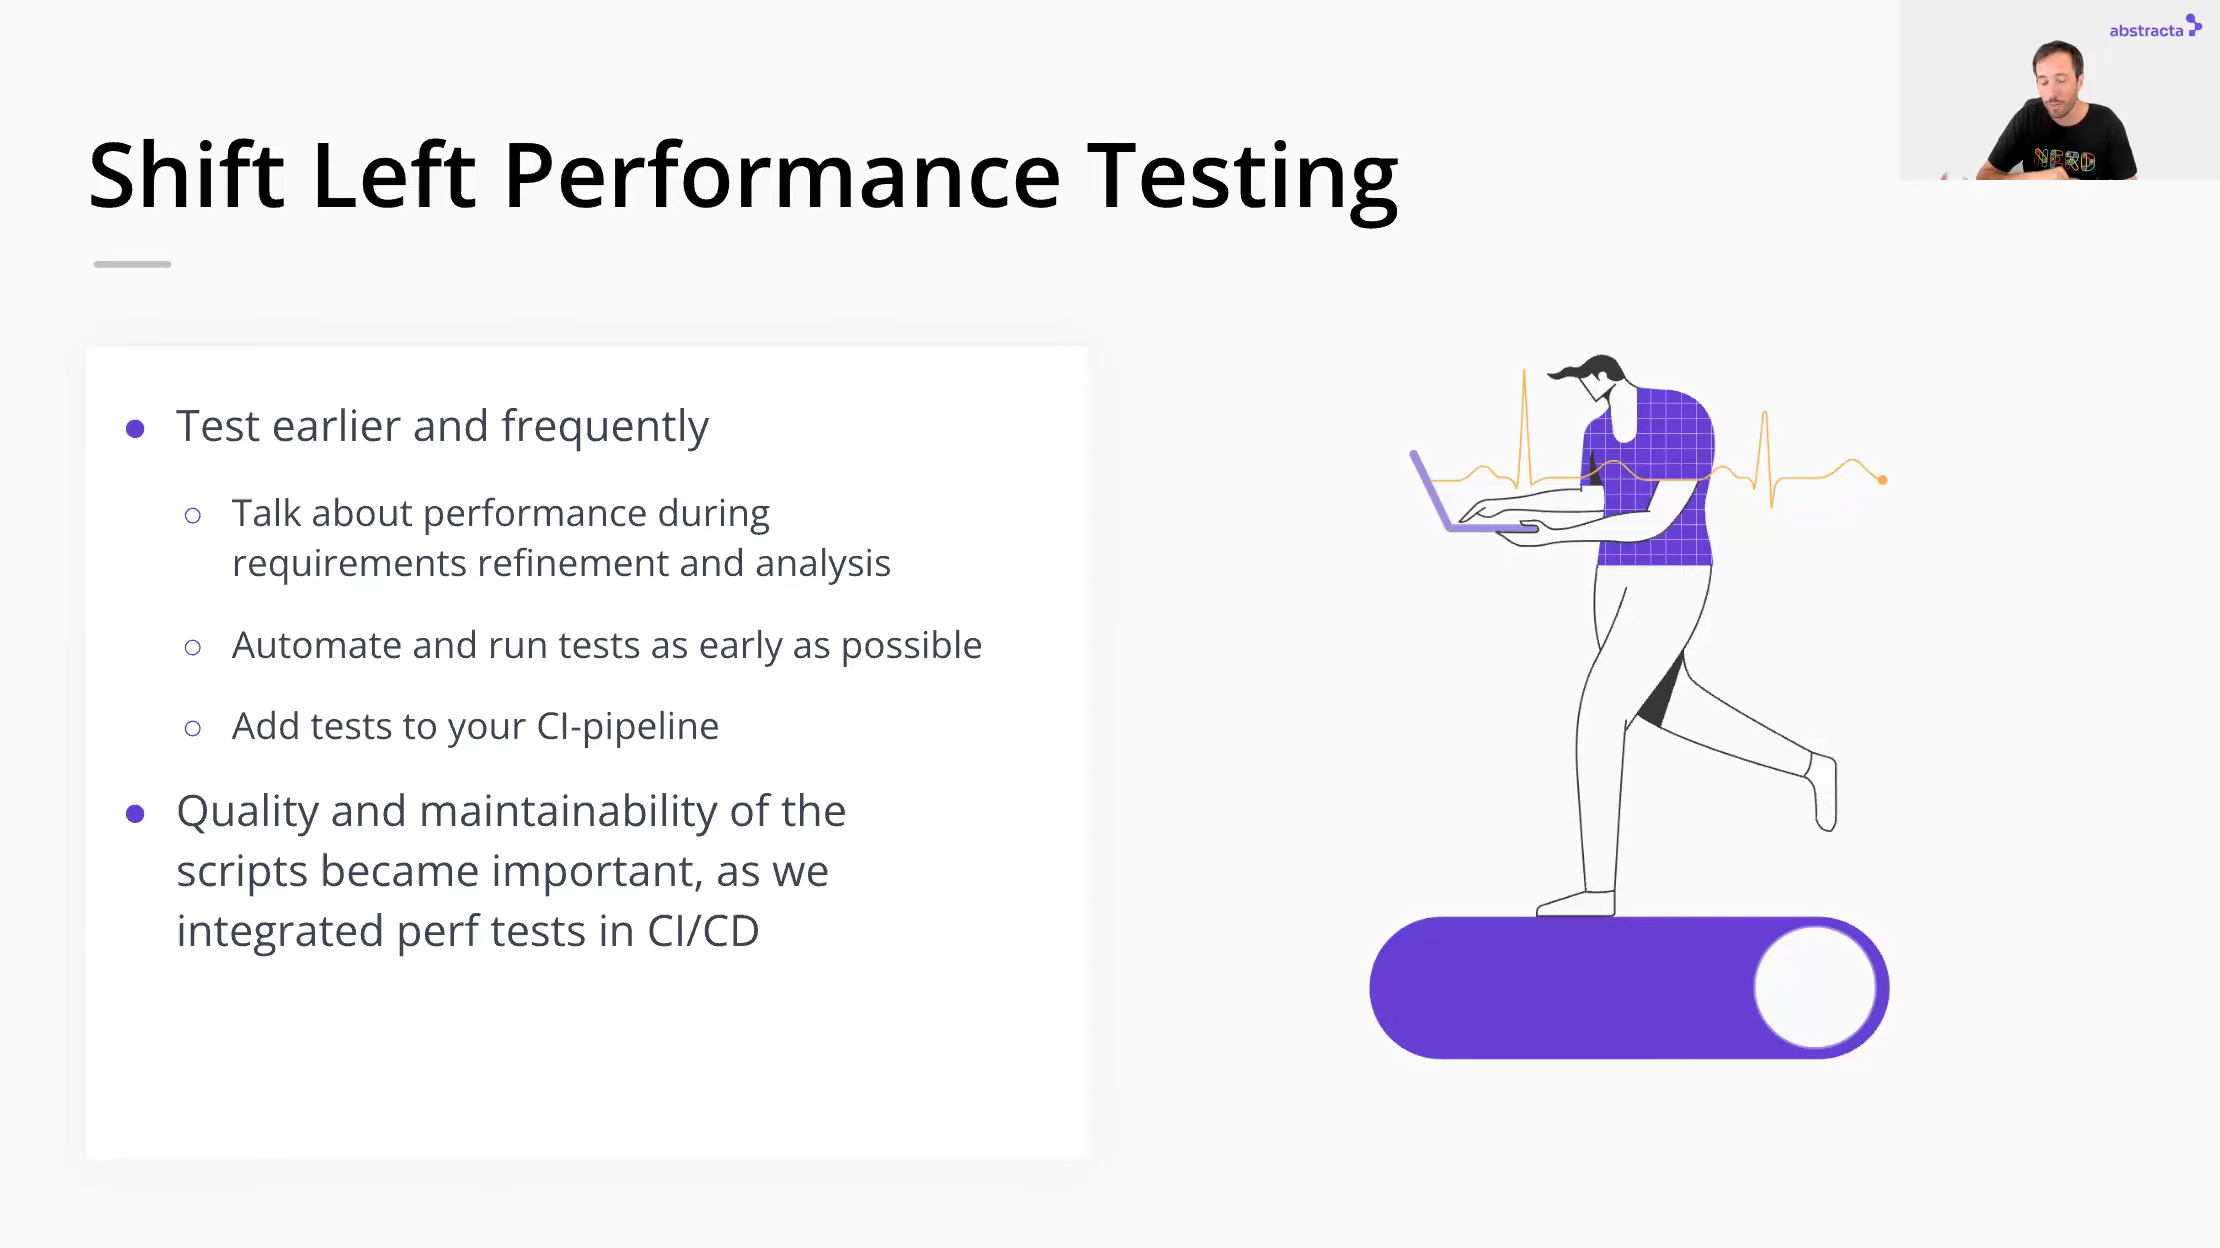 abstracta
NERD
Shift Left Performance Testing
● Test earlier and frequently
○ Talk about performance during
requirements refinement and analysis
○ Automate and run tests as early as possible
○ Add tests to your CI-pipeline
● Quality and maintainability of the
scripts became important, as we
integrated perf tests in CI/CD